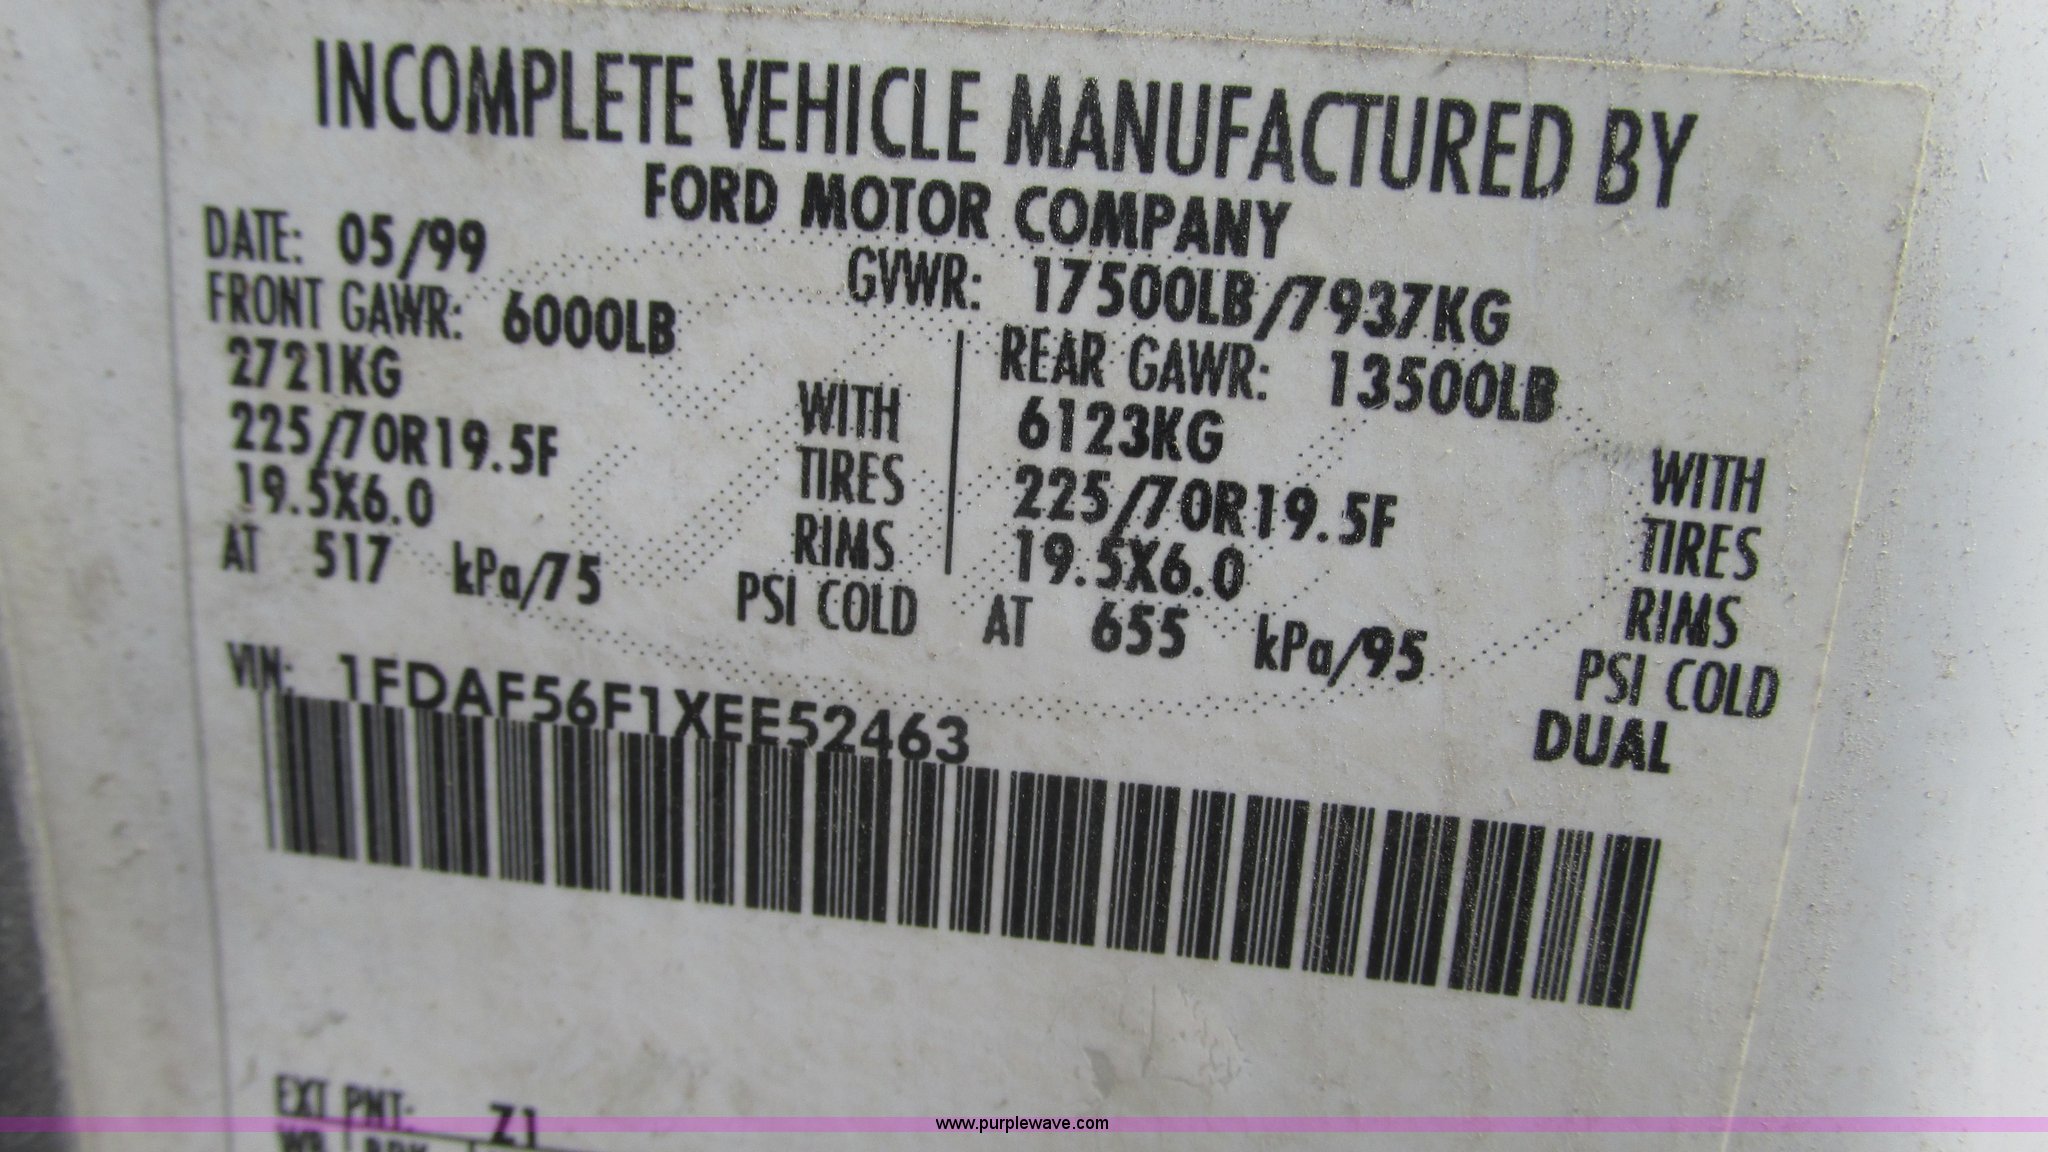 INCOMPLETE VEHICLE MANUFACTURED BY
FORD MOTOR COMPANY
DATE: 05/99 GVWR: 17500LB/7937KG
FRONT GAWR: 6000LB REAR GAWR: 13500LB
2721KG WITH 6123KG WITH
225/70R19.5F TIRES 225/70R19.5F TIRES
19.5X6.0 RIMS 19.5X6.0 RIMS
AT 517 kPa/75 PSI COLD AT 655 kPa/95 PSI COLD
DUAL
VIN: 1FDAF56F1XEE52463
EXT PNT: Z1
www.purplewave.com